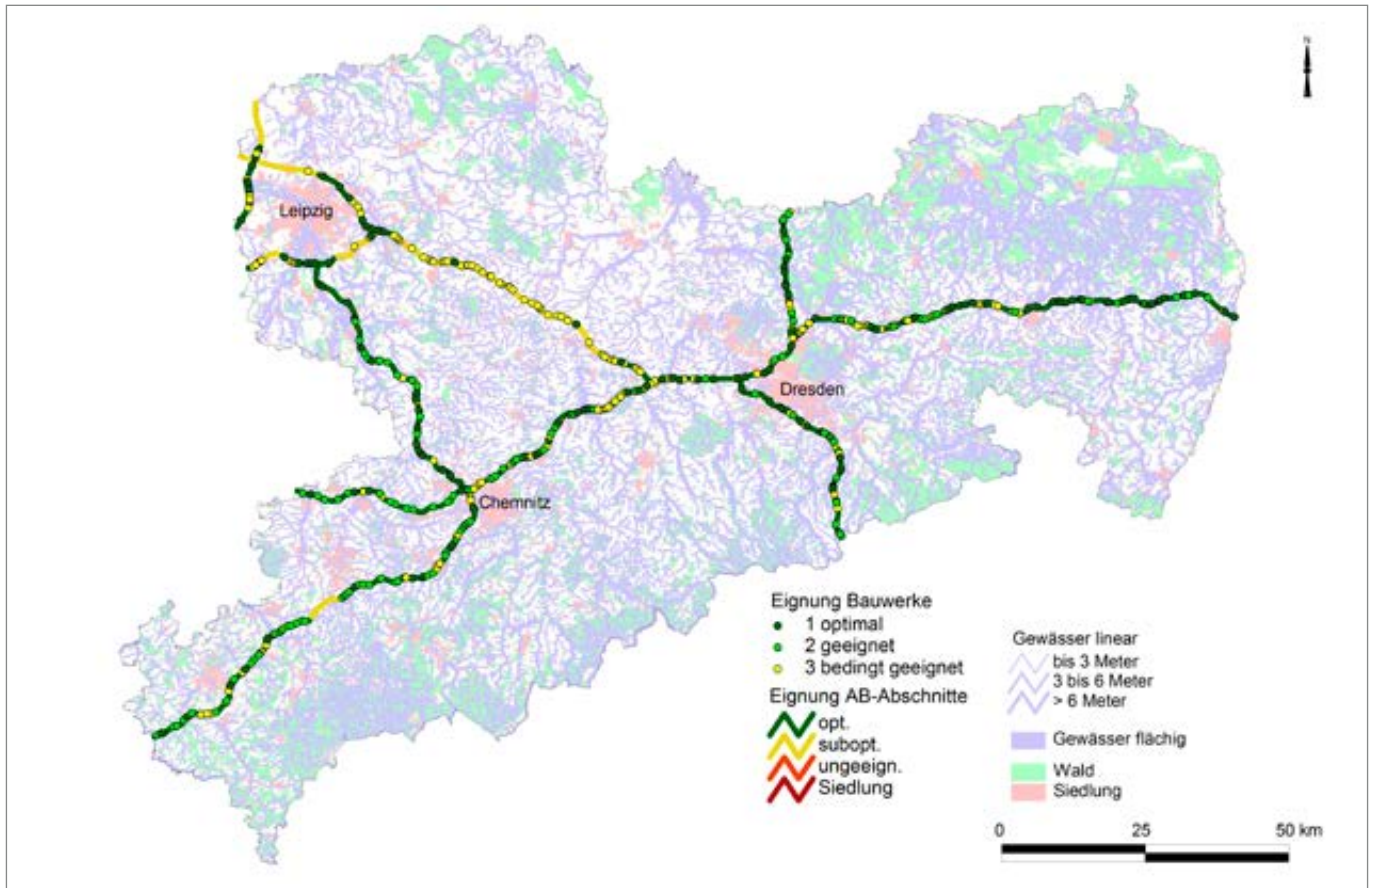 N
Leipzig
Dresden
Chemnitz
Eignung Bauwerke
1 optimal
2 geeignet
3 bedingt geeignet
Eignung AB-Abschnitte
opt.
subopt.
ungeeign.
Siedlung
Gewässer linear
bis 3 Meter
3 bis 6 Meter
> 6 Meter
Gewässer flächig
Wald
Siedlung
0 25 50 km